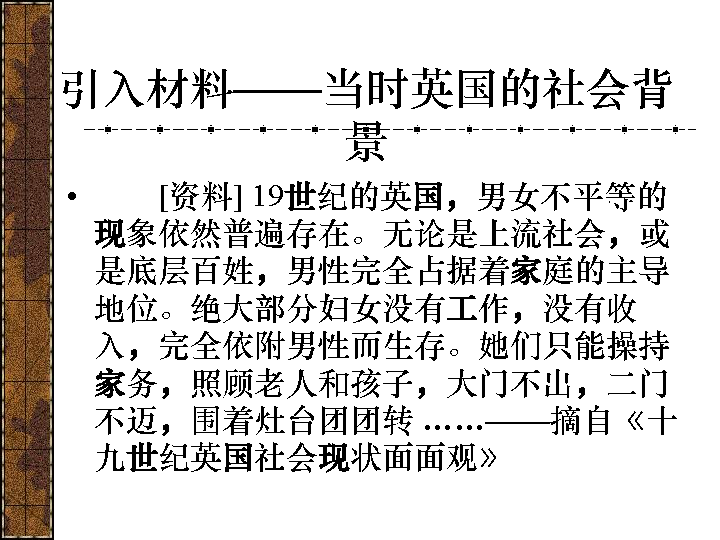 引入材料——当时英国的社会背
景
• [资料] 19世纪的英国，男女不平等的
现象依然普遍存在。无论是上流社会，或
是底层百姓，男性完全占据着家庭的主导
地位。绝大部分妇女没有工作，没有收
入，完全依附男性而生存。她们只能操持
家务，照顾老人和孩子，大门不出，二门
不迈，围着灶台团团转 ……——摘自《十
九世纪英国社会现状面面观》